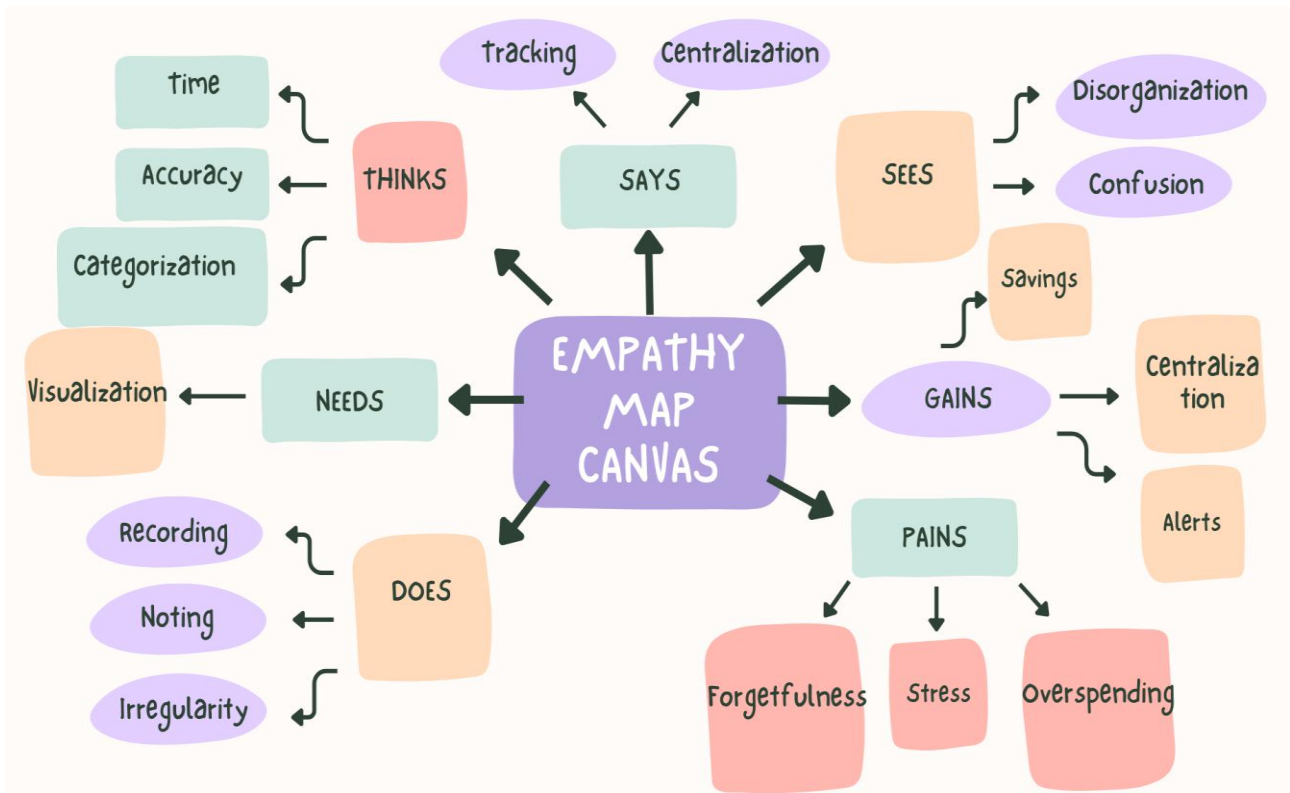 Tracking
Centralization
Time
Accuracy
Categorization
THINKS
SAYS
SEES
Disorganization
Confusion
Savings
EMPATHY
MAP
CANVAS
Visualization
NEEDS
GAINS
Centraliza
tion
Alerts
Recording
Noting
Irregularity
DOES
PAINS
Forgetfulness
Stress
Overspending